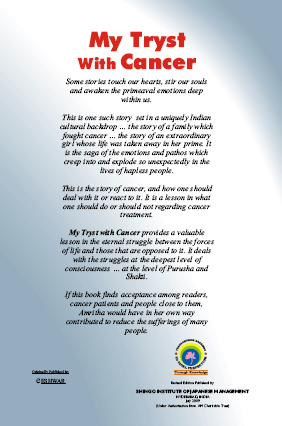 My Tryst
With Cancer
Some stories touch our hearts, stir our souls
and awaken the primeaval emotions deep
within us.
This is one such story set in a uniquely Indian
cultural backdrop ... the story of a family which
fought cancer ... the story of an extraordinary
girl whose life was taken away in her prime. It
is the saga of the emotions and pathos which
creep into and explode so unexpectedly in the
lives of hapless people.
This is the story of cancer, and how one should
deal with it or react to it. It is a lesson in what
one should do or should not regarding cancer
treatment.
My Tryst with Cancer provides a valuable
lesson in the eternal struggle between the forces
of life and those that are opposed to it. It deals
with the struggles at the deepest level of
consciousness ... at the level of Purusha and
Shakti.
If this book finds acceptance among readers,
cancer patients and people close to them,
Amritha would have in her own way
contributed to reduce the sufferings of many
people.
Originally Published by:
ESHWAR
Through Knowledge
Revised Edition Published by
SHINGO INSTITUTE OF JAPANESE MANAGEMENT
HYDERABAD, INDIA
July 2009